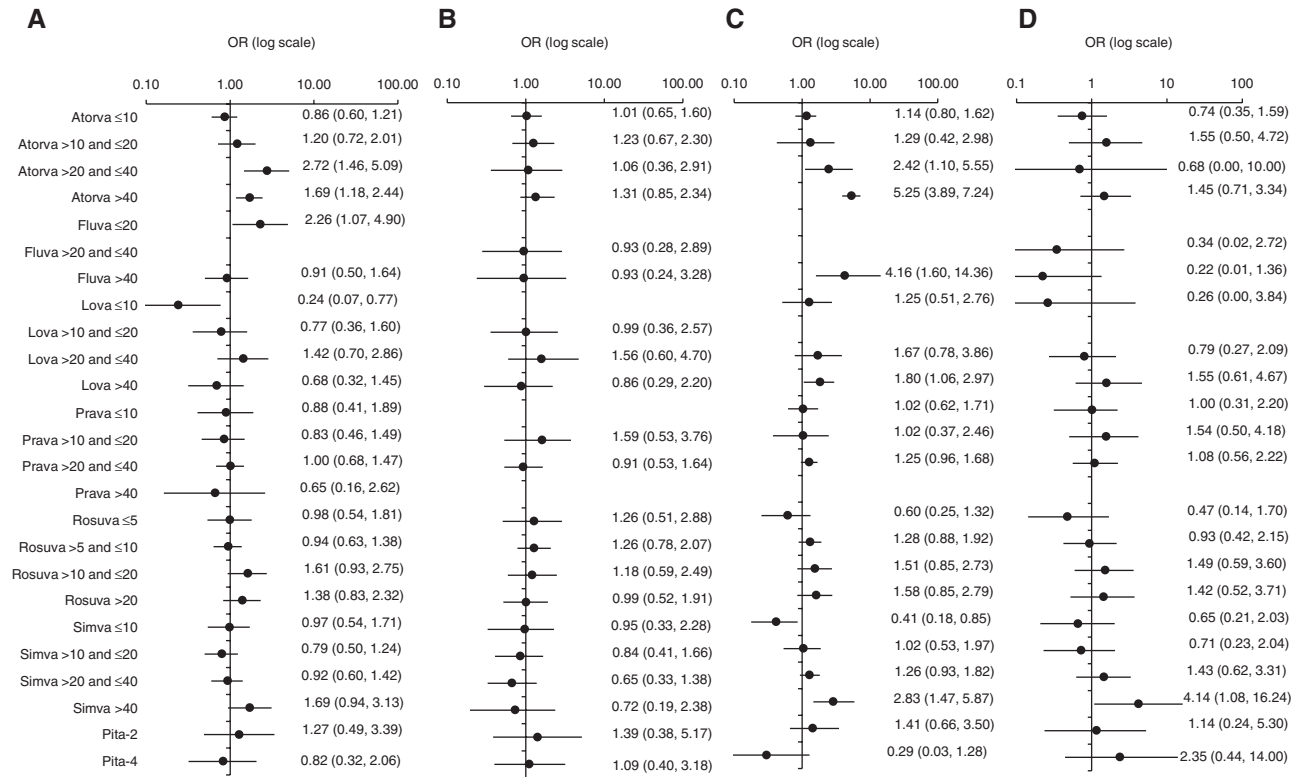 A B C D
OR (log scale) OR (log scale) OR (log scale) OR (log scale)
0.10 1.00 10.00 100.00 0.10 1.00 10.00 100.00 0.10 1.00 10.00 100.00 0.1 1 10 100
Atorva ≤10 0.86 (0.60, 1.21) 1.01 (0.65, 1.60) 1.14 (0.80, 1.62) 0.74 (0.35, 1.59)
Atorva >10 and ≤20 1.20 (0.72, 2.01) 1.23 (0.67, 2.30) 1.29 (0.42, 2.98) 1.55 (0.50, 4.72)
Atorva >20 and ≤40 2.72 (1.46, 5.09) 1.06 (0.36, 2.91) 2.42 (1.10, 5.55) 0.68 (0.00, 10.00)
Atorva >40 1.69 (1.18, 2.44) 1.31 (0.85, 2.34) 5.25 (3.89, 7.24) 1.45 (0.71, 3.34)
Fluva ≤20 2.26 (1.07, 4.90)
Fluva >20 and ≤40 0.93 (0.28, 2.89) 0.34 (0.02, 2.72)
Fluva >40 0.91 (0.50, 1.64) 0.93 (0.24, 3.28) 4.16 (1.60, 14.36) 0.22 (0.01, 1.36)
Lova ≤10 0.24 (0.07, 0.77) 1.25 (0.51, 2.76) 0.26 (0.00, 3.84)
Lova >10 and ≤20 0.77 (0.36, 1.60) 0.99 (0.36, 2.57)
Lova >20 and ≤40 1.42 (0.70, 2.86) 1.56 (0.60, 4.70) 1.67 (0.78, 3.86) 0.79 (0.27, 2.09)
Lova >40 0.68 (0.32, 1.45) 0.86 (0.29, 2.20) 1.80 (1.06, 2.97) 1.55 (0.61, 4.67)
Prava ≤10 0.88 (0.41, 1.89) 1.02 (0.62, 1.71) 1.00 (0.31, 2.20)
Prava >10 and ≤20 0.83 (0.46, 1.49) 1.59 (0.53, 3.76) 1.02 (0.37, 2.46) 1.54 (0.50, 4.18)
Prava >20 and ≤40 1.00 (0.68, 1.47) 0.91 (0.53, 1.64) 1.25 (0.96, 1.68) 1.08 (0.56, 2.22)
Prava >40 0.65 (0.16, 2.62)
Rosuva ≤5 0.98 (0.54, 1.81) 1.26 (0.51, 2.88) 0.60 (0.25, 1.32) 0.47 (0.14, 1.70)
Rosuva >5 and ≤10 0.94 (0.63, 1.38) 1.26 (0.78, 2.07) 1.28 (0.88, 1.92) 0.93 (0.42, 2.15)
Rosuva >10 and ≤20 1.61 (0.93, 2.75) 1.18 (0.59, 2.49) 1.51 (0.85, 2.73) 1.49 (0.59, 3.60)
Rosuva >20 1.38 (0.83, 2.32) 0.99 (0.52, 1.91) 1.58 (0.85, 2.79) 1.42 (0.52, 3.71)
Simva ≤10 0.97 (0.54, 1.71) 0.95 (0.33, 2.28) 0.41 (0.18, 0.85) 0.65 (0.21, 2.03)
Simva >10 and ≤20 0.79 (0.50, 1.24) 0.84 (0.41, 1.66) 1.02 (0.53, 1.97) 0.71 (0.23, 2.04)
Simva >20 and ≤40 0.92 (0.60, 1.42) 0.65 (0.33, 1.38) 1.26 (0.93, 1.82) 1.43 (0.62, 3.31)
Simva >40 1.69 (0.94, 3.13) 0.72 (0.19, 2.38) 2.83 (1.47, 5.87) 4.14 (1.08, 16.24)
Pita-2 1.27 (0.49, 3.39) 1.39 (0.38, 5.17) 1.41 (0.66, 3.50) 1.14 (0.24, 5.30)
Pita-4 0.82 (0.32, 2.06) 1.09 (0.40, 3.18) 0.29 (0.03, 1.28) 2.35 (0.44, 14.00)